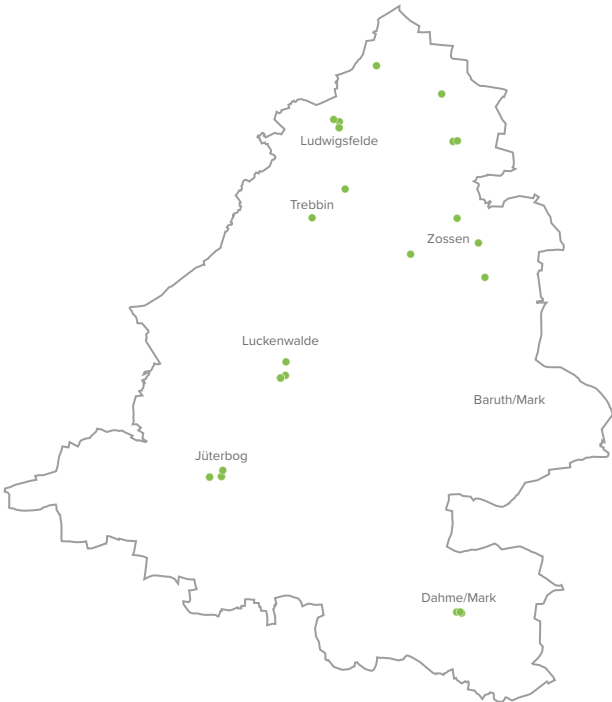 Ludwigsfelde
Trebbin
Zossen
Luckenwalde
Baruth/Mark
Jüterbog
Dahme/Mark